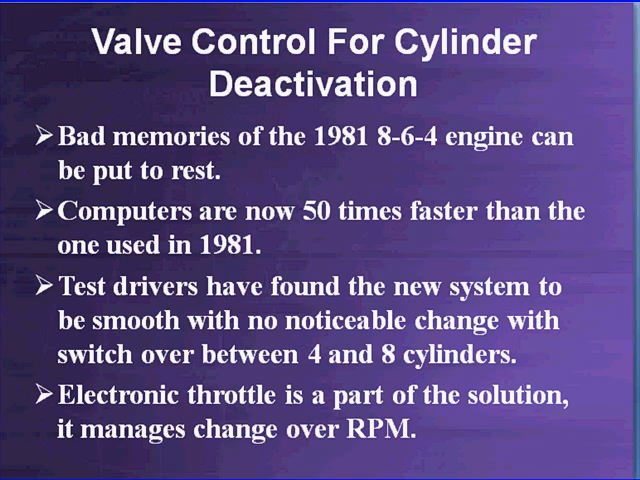 Valve Control For Cylinder
Deactivation
Bad memories of the 1981 8-6-4 engine can
be put to rest.
Computers are now 50 times faster than the
one used in 1981.
Test drivers have found the new system to
be smooth with no noticeable change with
switch over between 4 and 8 cylinders.
Electronic throttle is a part of the solution,
it manages change over RPM.